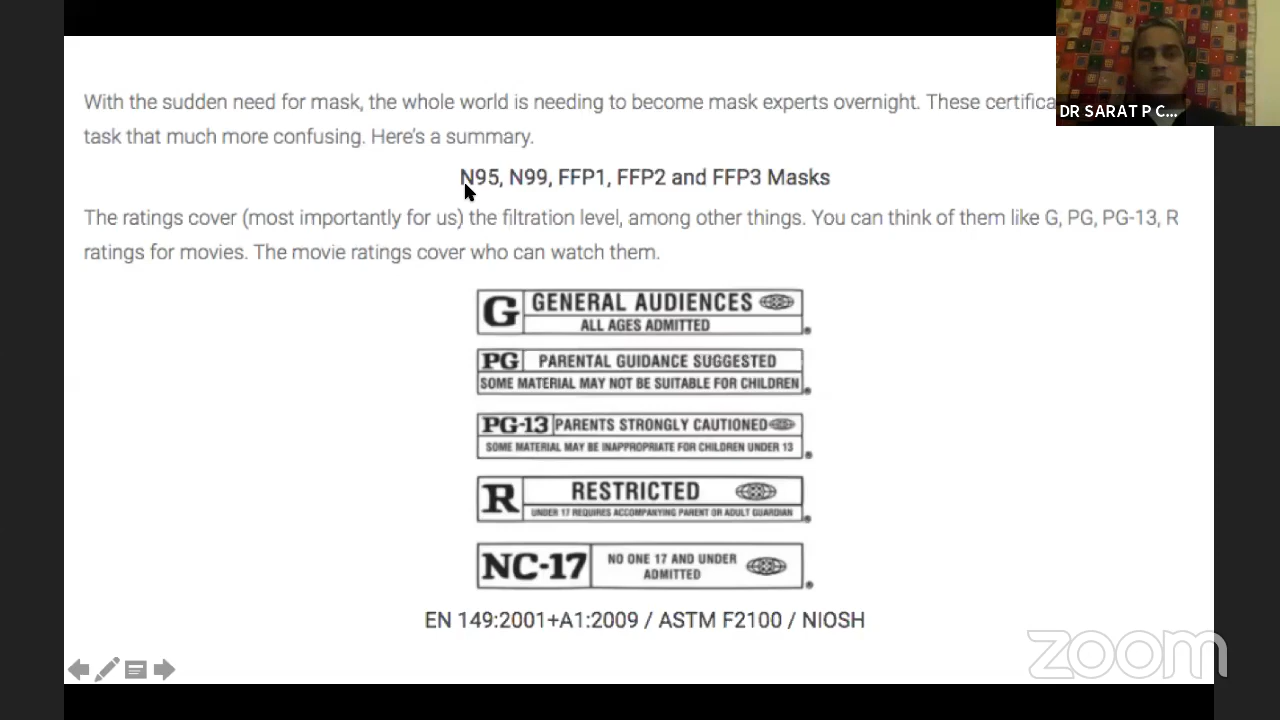 With the sudden need for mask, the whole world is needing to become mask experts overnight. These
task that much more confusing. Here's a summary.
DR SARAT P C...
N95, N99, FFP1, FFP2 and FFP3 Masks
The ratings cover (most importantly for us) the filtration level, among other things. You can think of them like G, PG, PG-13, R
ratings for movies. The movie ratings cover who can watch them.
G GENERAL AUDIENCES
ALL AGES ADMITTED
PG PARENTAL GUIDANCE SUGGESTED
SOME MATERIAL MAY NOT BE SUITABLE FOR CHILDREN
PG-13 PARENTS STRONGLY CAUTIONED
SOME MATERIAL MAY BE INAPPROPRIATE FOR CHILDREN UNDER 13
R RESTRICTED
UNDER 17 REQUIRES ACCOMPANYING PARENT OR ADULT GUARDIAN
NC-17 NO ONE 17 AND UNDER
ADMITTED
EN 149:2001+A1:2009 / ASTM F2100 / NIOSH
zoom